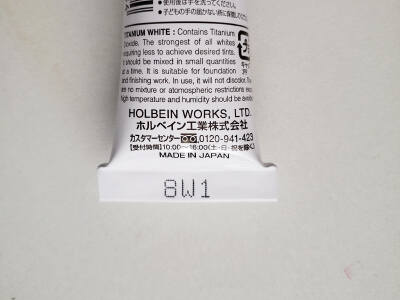 ●使用後は手を洗ってください。
●子どもの手の届かない所に保管してくだ
TITANIUM WHITE : Contains Titanium
Dioxide. The strongest of all whites
requiring less to achieve desired tints.
It should be mixed in small quantities
at a time. It is suitable for foundation
and finishing work. In use, it will not discolor. The
are no mixture or atomospheric restrictions exc
high temperature and humidity should be avoid
HOLBEIN WORKS, LTD.
ホルベイン工業株式会社
カスタマーセンター 0120-941-423
【受付時間】10:00~16:00(土・日・祝を除く
MADE IN JAPAN
8W1